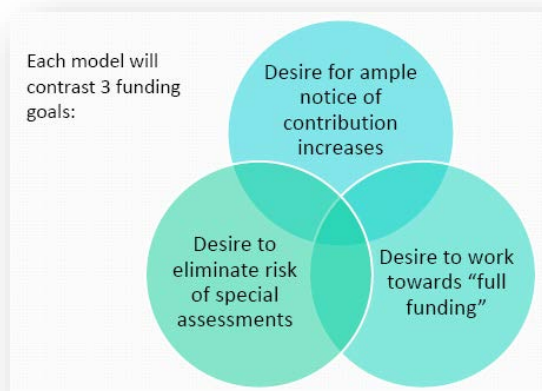 Each model will
contrast 3 funding
goals:
Desire for ample
notice of
contribution
increases
Desire to
eliminate risk
of special
assessments
Desire to work
towards “full
funding”